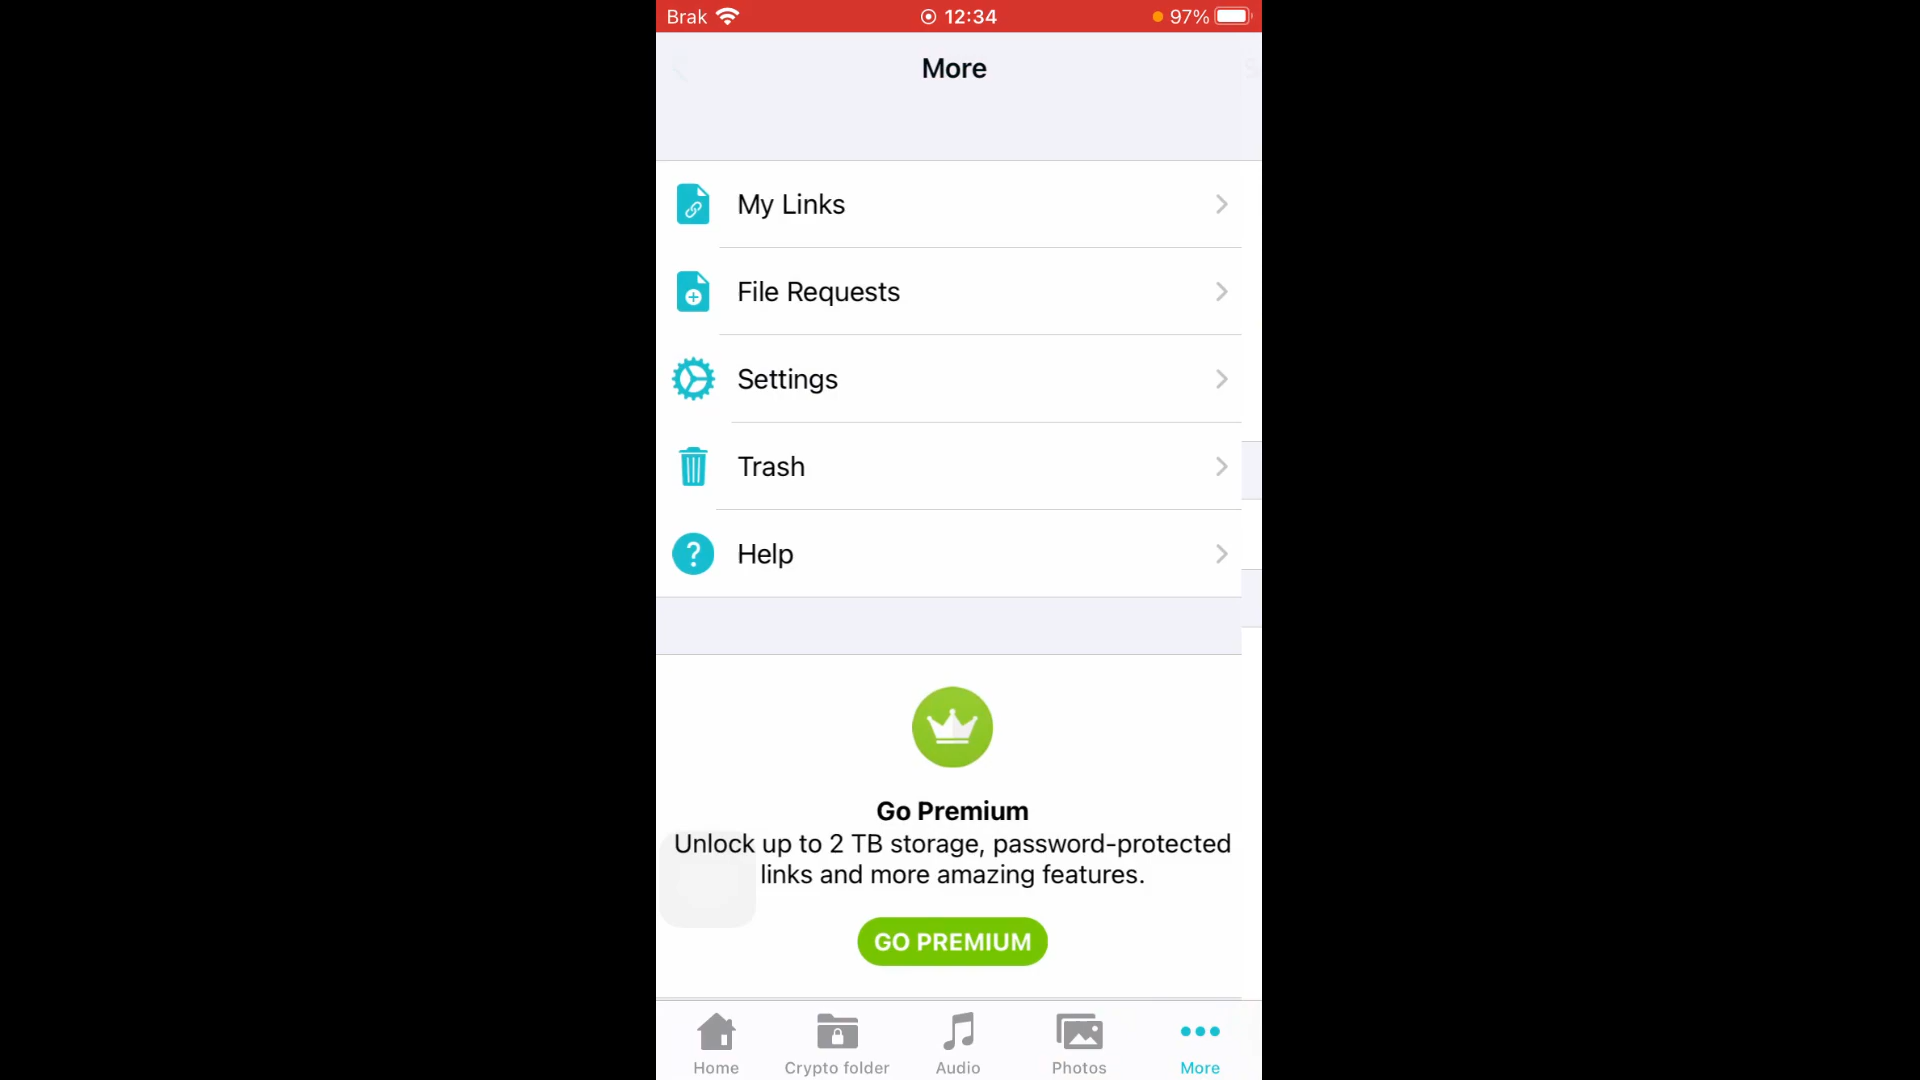 Brak 12:34 97%
More
My Links
File Requests
Settings
Trash
Help
Go Premium
Unlock up to 2 TB storage, password-protected
links and more amazing features.
GO PREMIUM
Home Crypto folder Audio Photos More